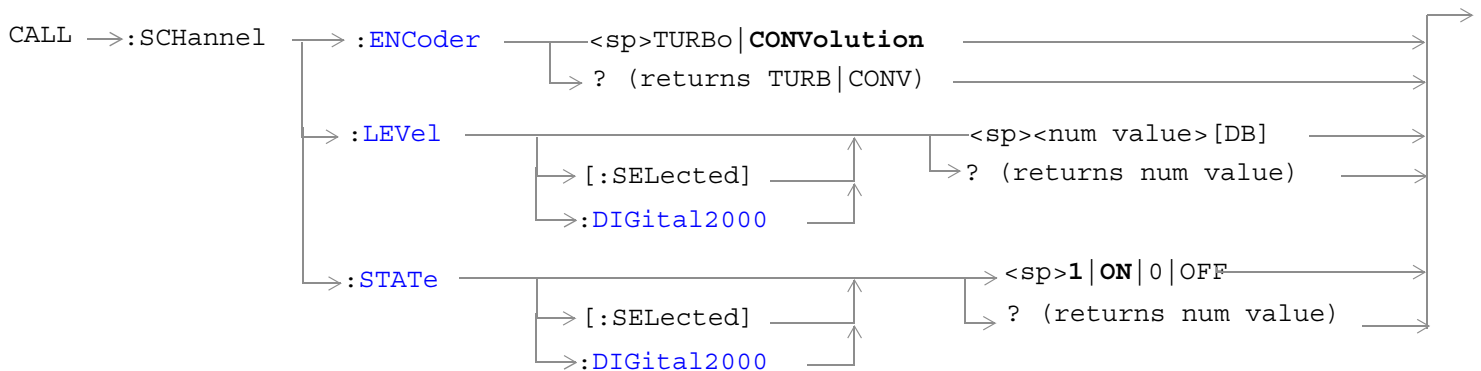 CALL :SCHannel :ENCoder <sp>TURBo|CONVolution
? (returns TURB|CONV)
:LEVel <sp><num value>[DB]
[:SELected] ? (returns num value)
:DIGital2000
:STATe <sp>1|ON|0|OFF
[:SELected] ? (returns num value)
:DIGital2000